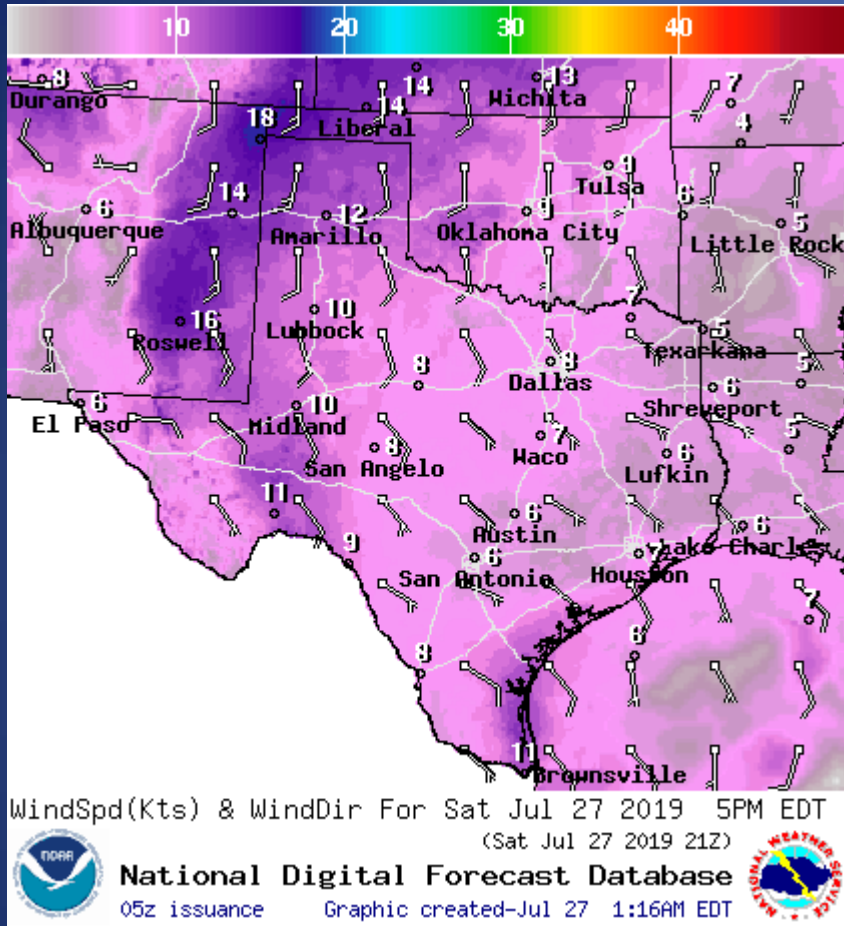 10 20 30 40
8 14 13 7
Durango Wichita
14
Liberal
18 4
9
Tulsa
6 14 12 9 6 5
Albuquerque Amarillo Oklahoma City Little Rock
16 10 7 5
Roswell Lubbock Texarkana
8 8 6 5
Dallas
6 10 Shreveport
El Paso Midland
8 7 6 5
San Angelo Waco Lufkin
11 6 6
Austin
9 6 7 Lake Charles
San Antonio Houston
7
8 6
11
Brownsville
WindSpd(Kts) & WindDir For Sat Jul 27 2019 5PM EDT
(Sat Jul 27 2019 21Z)
NOAA
National Digital Forecast Database
05z issuance Graphic created-Jul 27 1:16AM EDT
NATIONAL WEATHER SERVICE